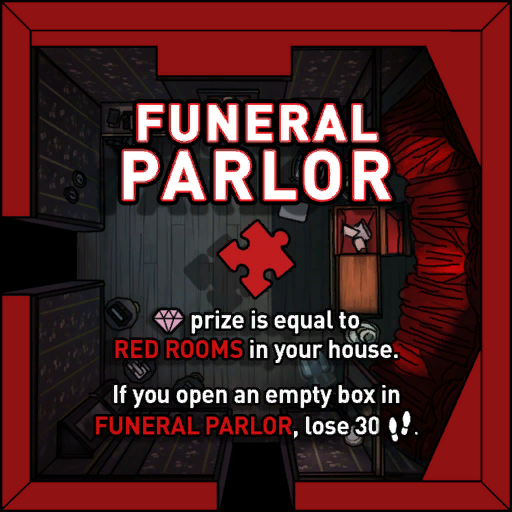 FUNERAL
PARLOR
prize is equal to
RED ROOMS in your house.
If you open an empty box in
FUNERAL PARLOR, lose 30 .